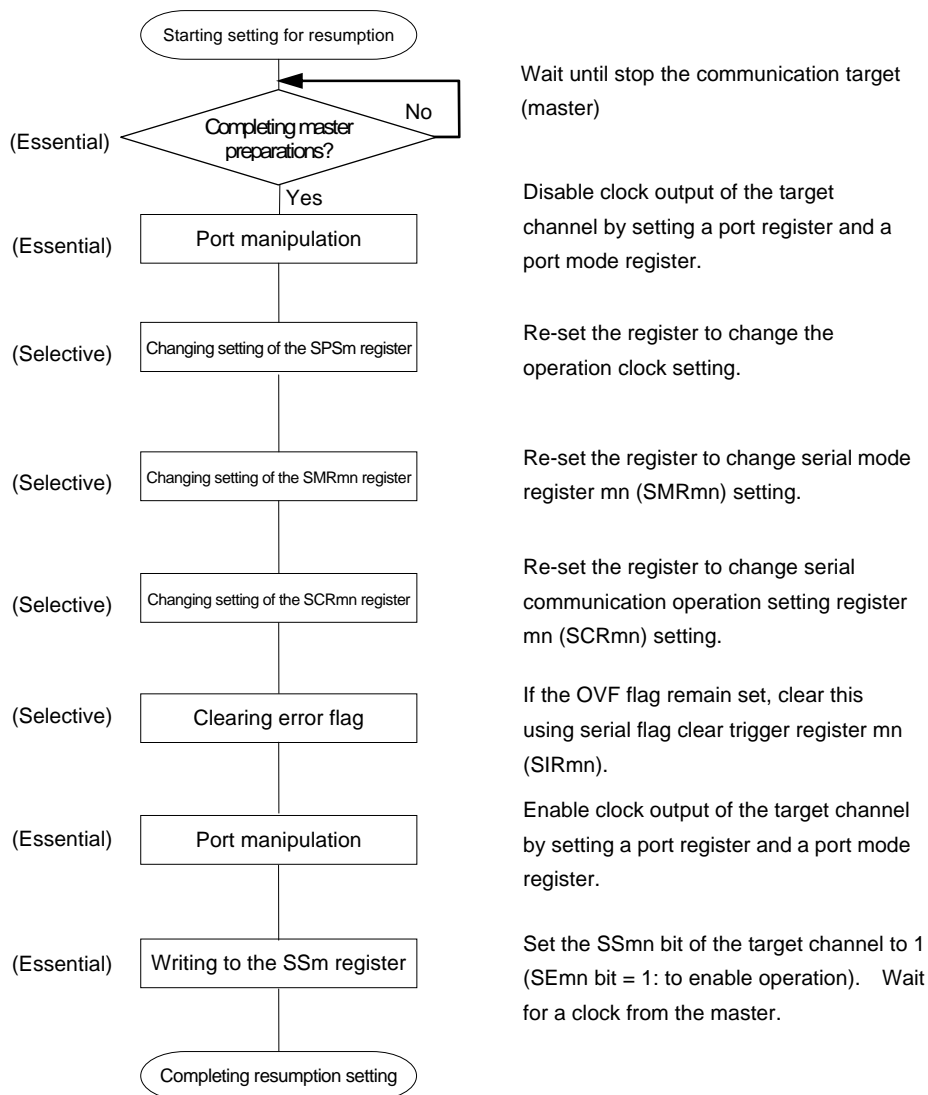 Starting setting for resumption
Wait until stop the communication target
(master)
No
(Essential)
Completing master
preparations?
Yes
Disable clock output of the target
channel by setting a port register and a
port mode register.
(Essential)
Port manipulation
Re-set the register to change the
operation clock setting.
(Selective)
Changing setting of the SPSm register
Re-set the register to change serial mode
register mn (SMRmn) setting.
(Selective)
Changing setting of the SMRmn register
Re-set the register to change serial
communication operation setting register
mn (SCRmn) setting.
(Selective)
Changing setting of the SCRmn register
If the OVF flag remain set, clear this
using serial flag clear trigger register mn
(SIRmn).
(Selective)
Clearing error flag
Enable clock output of the target channel
by setting a port register and a port mode
register.
(Essential)
Port manipulation
Set the SSmn bit of the target channel to 1
(SEmn bit = 1: to enable operation). Wait
for a clock from the master.
(Essential)
Writing to the SSm register
Completing resumption setting